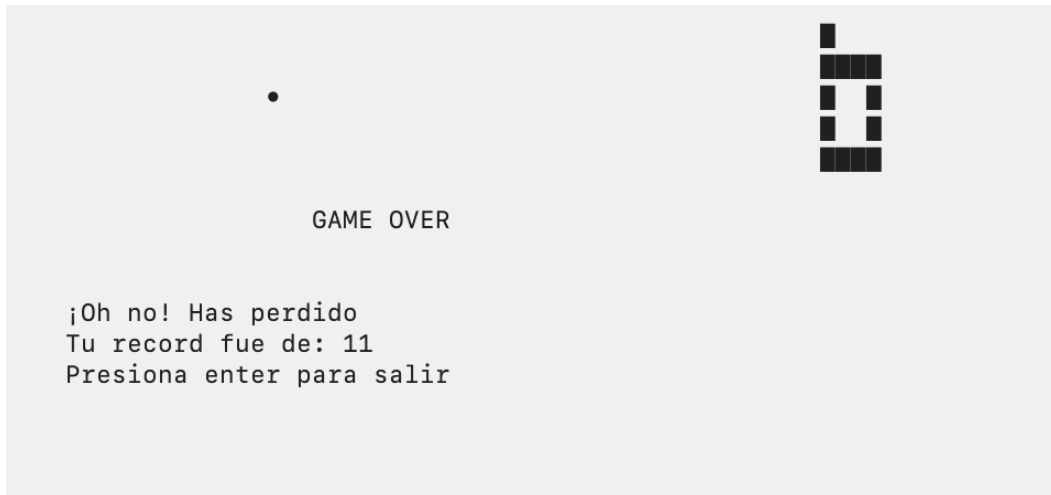 GAME OVER
¡Oh no! Has perdido
Tu record fue de: 11
Presiona enter para salir